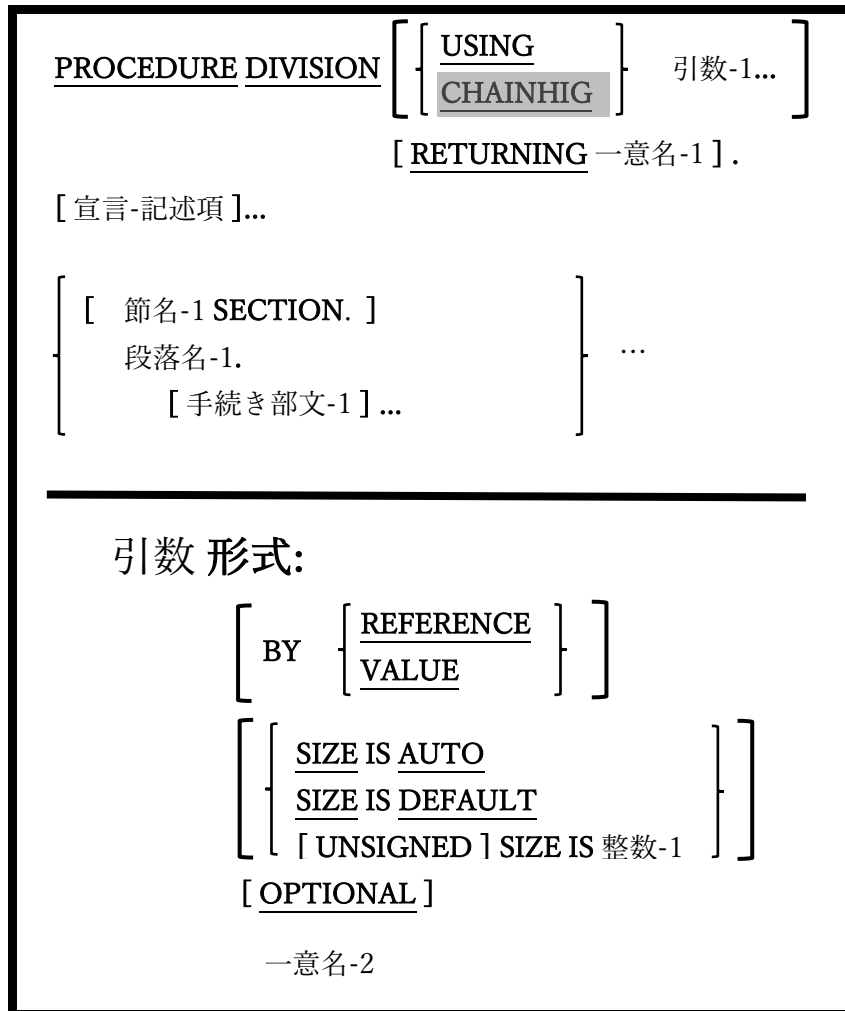 PROCEDURE DIVISION [ { USING
CHAINHIG } 引数-1... ]
[ RETURNING 一意名-1 ] .
[ 宣言-記述項 ]...
[ 節名-1 SECTION. ]
段落名-1.
[ 手続き部文-1 ] ...
...
引数 形式:
BY { REFERENCE
VALUE }
SIZE IS AUTO
SIZE IS DEFAULT
[ UNSIGNED ] SIZE IS 整数-1
[ OPTIONAL ]
一意名-2